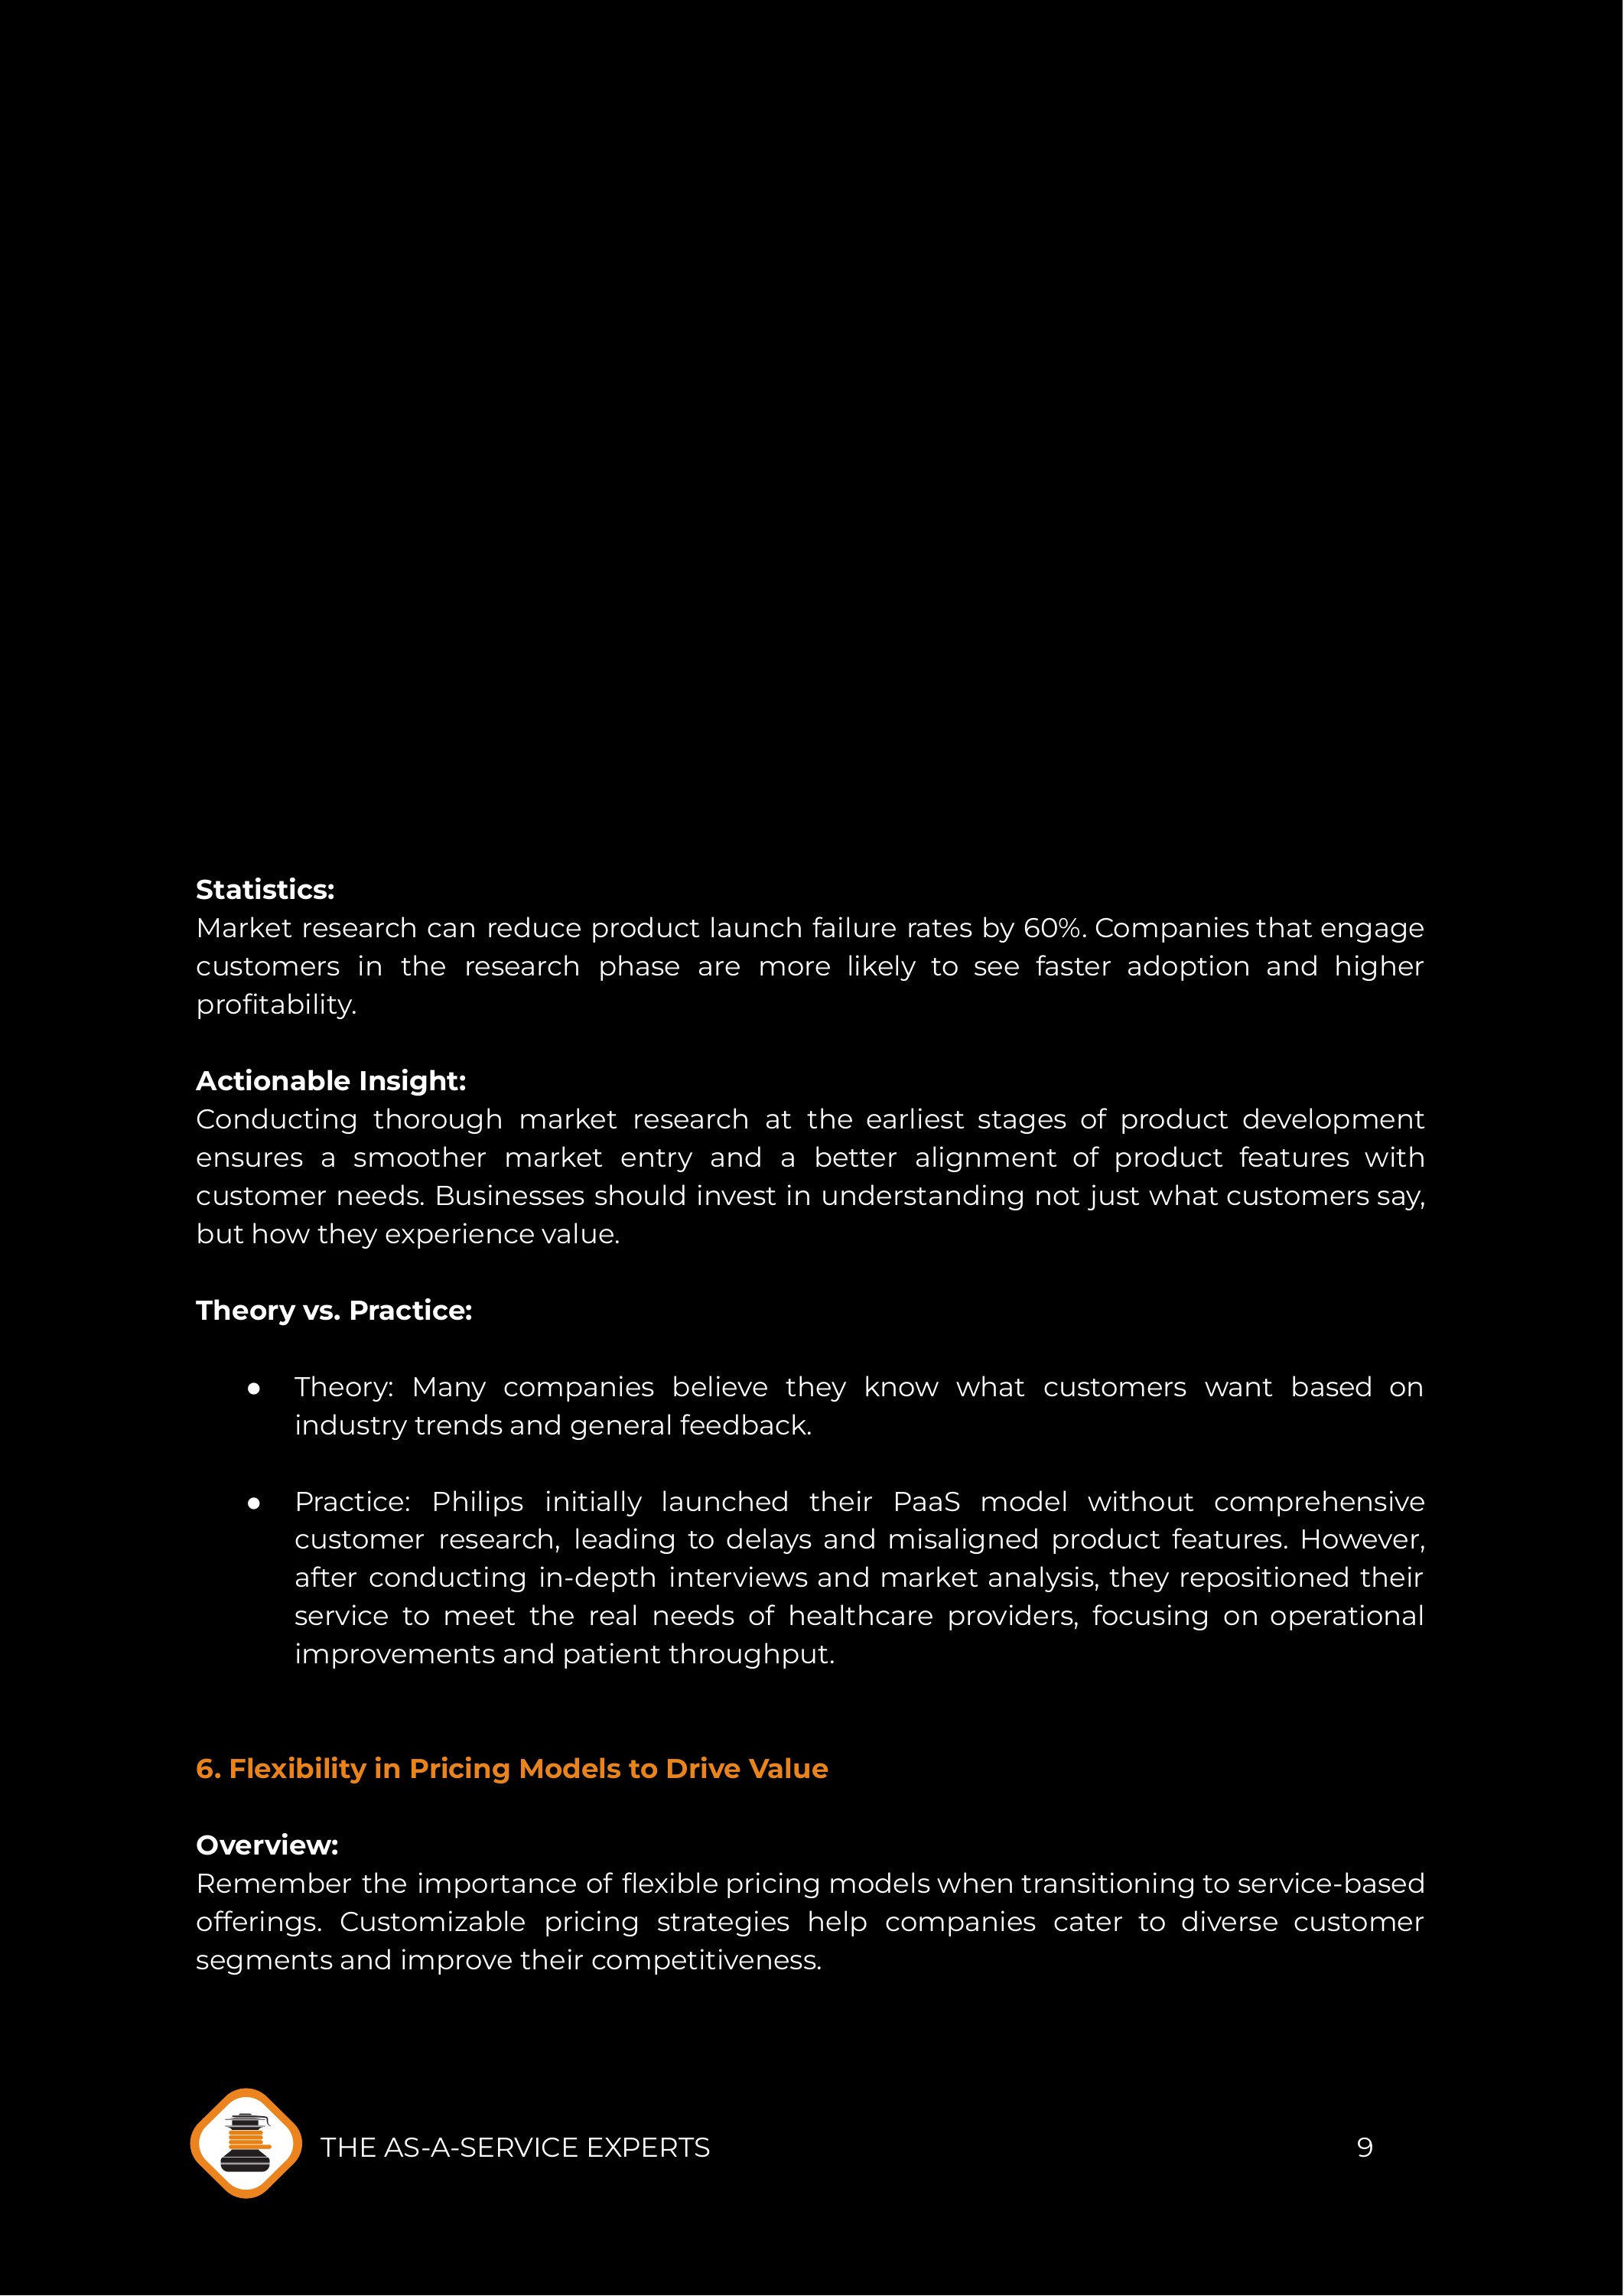 Statistics:
Market research can reduce product launch failure rates by 60%. Companies that engage
customers in the research phase are more likely to see faster adoption and higher
profitability.
Actionable Insight:
Conducting thorough market research at the earliest stages of product development
ensures a smoother market entry and a better alignment of product features with
customer needs. Businesses should invest in understanding not just what customers say,
but how they experience value.
Theory vs. Practice:
● Theory: Many companies believe they know what customers want based on
industry trends and general feedback.
● Practice: Philips initially launched their PaaS model without comprehensive
customer research, leading to delays and misaligned product features. However,
after conducting in-depth interviews and market analysis, they repositioned their
service to meet the real needs of healthcare providers, focusing on operational
improvements and patient throughput.
6. Flexibility in Pricing Models to Drive Value
Overview:
Remember the importance of flexible pricing models when transitioning to service-based
offerings. Customizable pricing strategies help companies cater to diverse customer
segments and improve their competitiveness.
THE AS-A-SERVICE EXPERTS 9